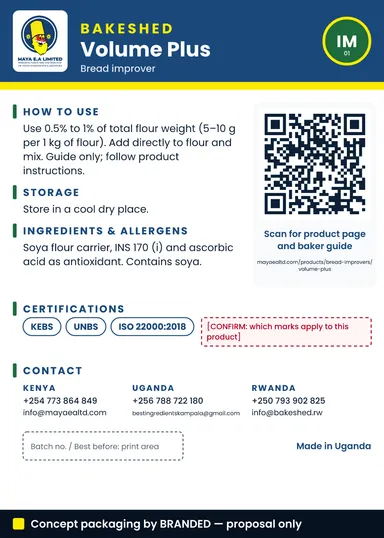 BAKESHED
Volume Plus
Bread improver
MAYA E.A LIMITED
IM
01
HOW TO USE
Use 0.5% to 1% of total flour weight (5–10 g
per 1 kg of flour). Add directly to flour and
mix. Guide only; follow product
instructions.
STORAGE
Store in a cool dry place.
INGREDIENTS & ALLERGENS
Soya flour carrier, INS 170 (i) and ascorbic
acid as antioxidant. Contains soya.
Scan for product page
and baker guide
mayaealtd.com/products/bread-improvers/
volume-plus
CERTIFICATIONS
KEBS
UNBS
ISO 22000:2018
[CONFIRM: which marks apply to this
product]
CONTACT
KENYA
+254 773 864 849
info@mayaealtd.com
UGANDA
+256 788 722 180
bestingredientskampala@gmail.com
RWANDA
+250 793 902 825
info@bakeshed.rw
Batch no. / Best before: print area
Made in Uganda
Concept packaging by BRANDED — proposal only